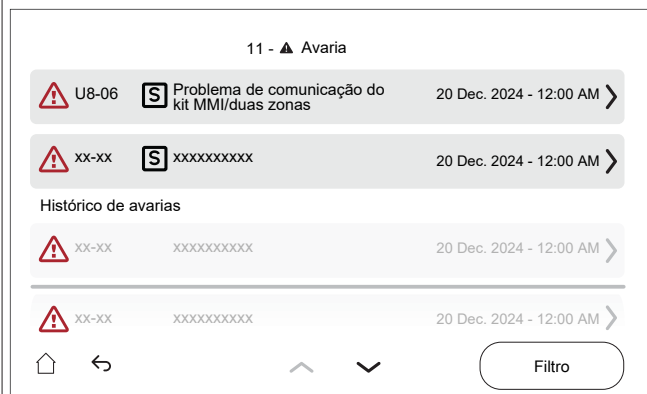 11 - Avaria
U8-06 S Problema de comunicação do
kit MMI/duas zonas 20 Dec. 2024 - 12:00 AM
xx-xx S xxxxxxxxxx 20 Dec. 2024 - 12:00 AM
Histórico de avarias
xx-xx xxxxxxxxxx 20 Dec. 2024 - 12:00 AM
xx-xx xxxxxxxxxx 20 Dec. 2024 - 12:00 AM
Filtro